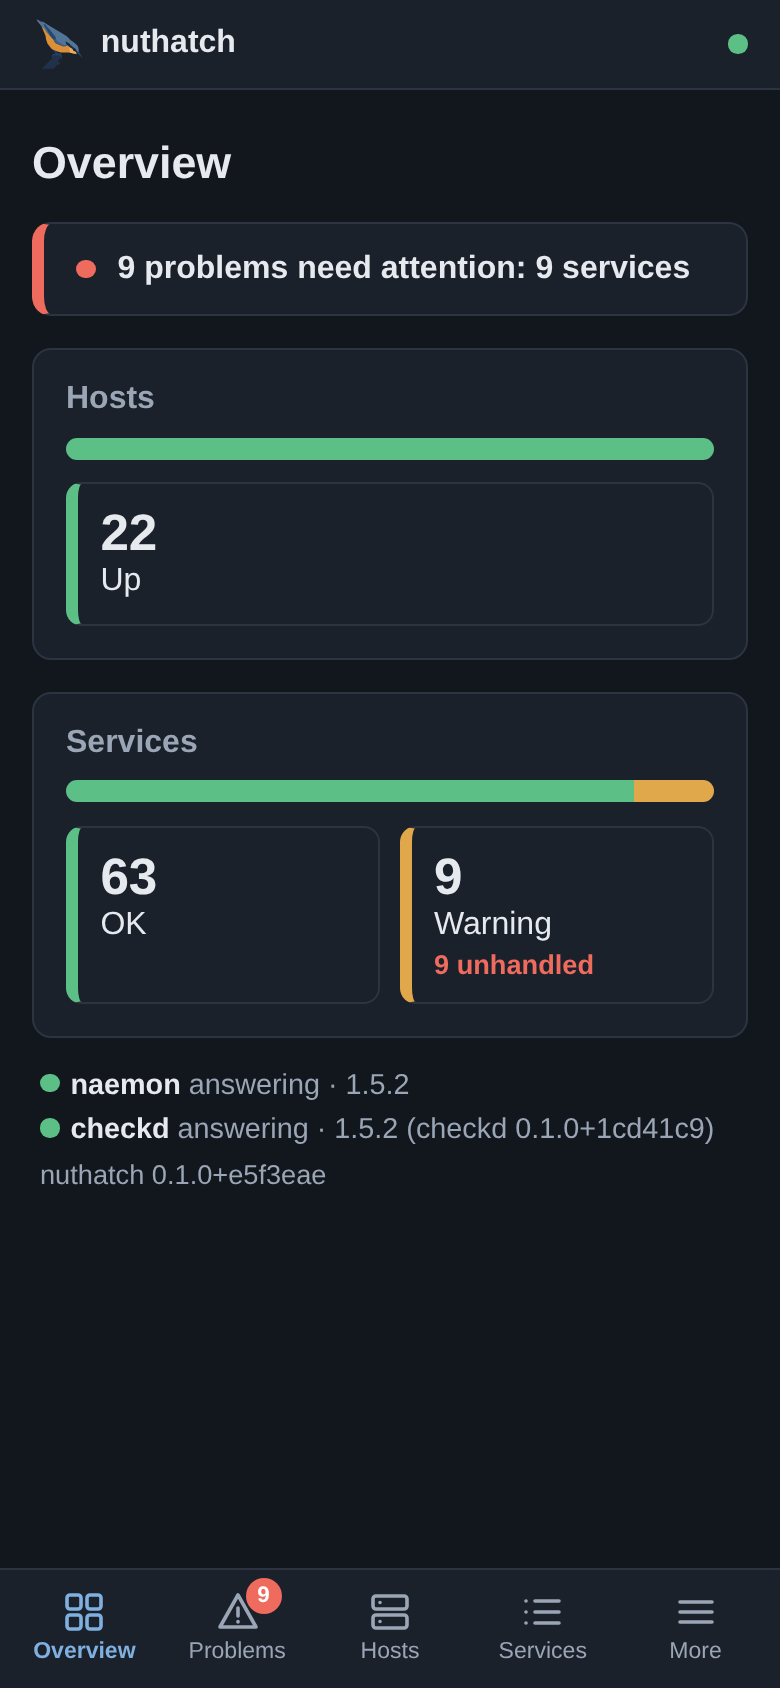 nuthatch
Overview
9 problems need attention: 9 services
Hosts
22
Up
Services
63
OK
9
Warning
9 unhandled
naemon answering · 1.5.2
checkd answering · 1.5.2 (checkd 0.1.0+1cd41c9)
nuthatch 0.1.0+e5f3eae
9
Overview
Problems
Hosts
Services
More